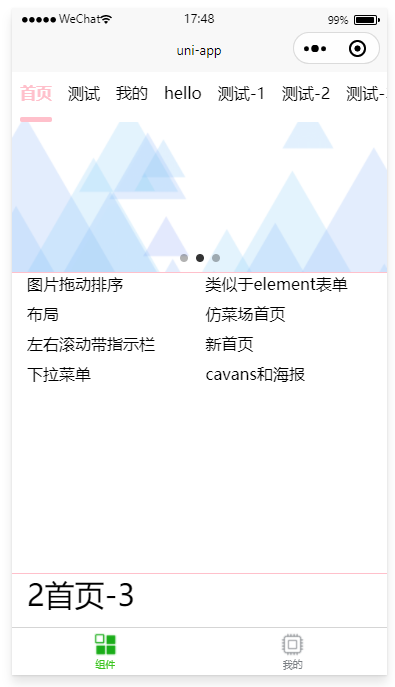 WeChat 17:48 99%
uni-app
首页 测试 我的 hello 测试-1 测试-2 测试-
图片拖动排序 类似于element表单
布局 仿菜场首页
左右滚动带指示栏 新首页
下拉菜单 cavans和海报
2首页-3
组件 我的